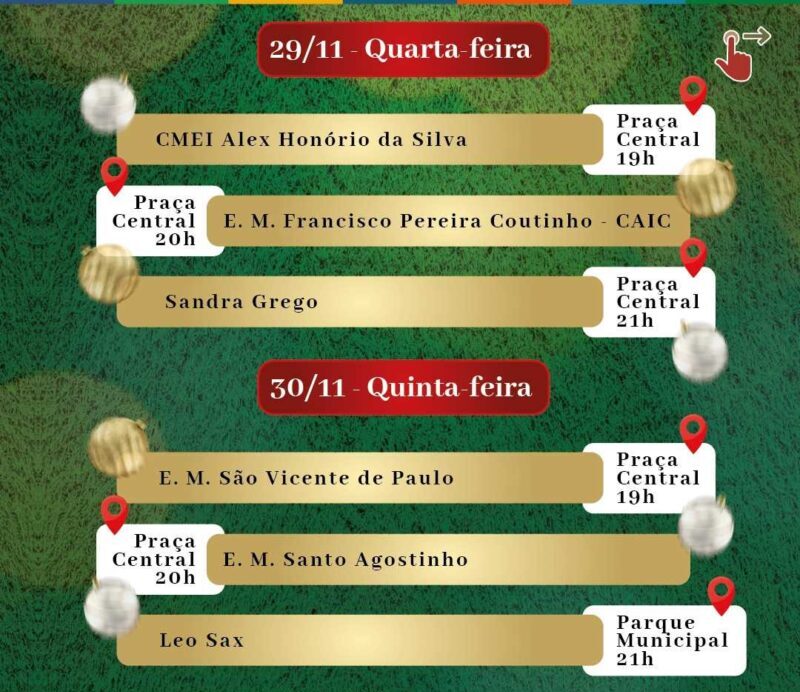 29/11 - Quarta-feira
CMEI Alex Honório da Silva
Praça
Central
19h
Praça
Central
20h
E. M. Francisco Pereira Coutinho - CAIC
Sandra Grego
Praça
Central
21h
30/11 - Quinta-feira
E. M. São Vicente de Paulo
Praça
Central
19h
Praça
Central
20h
E. M. Santo Agostinho
Leo Sax
Parque
Municipal
21h